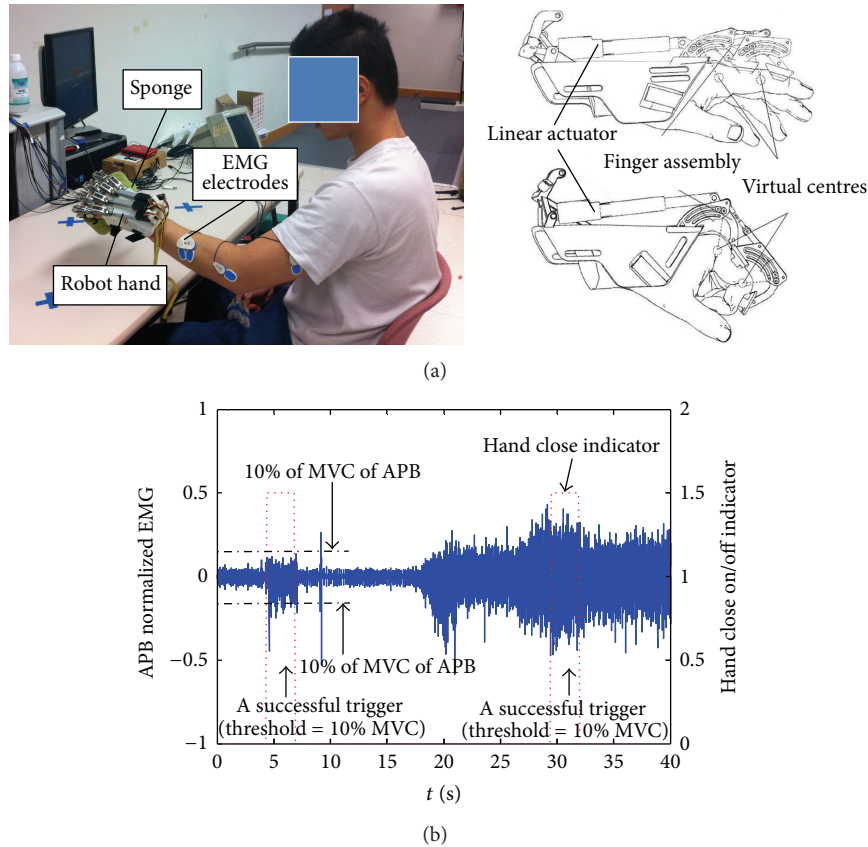 Sponge
EMG
electrodes
Robot hand
Linear actuator
Finger assembly
Virtual centres
(a)
1
0.5
0
−0.5
−1
APB normalized EMG
2
1.5
1
0.5
0
Hand close on/off indicator
Hand close indicator
10% of MVC of APB
10% of MVC of APB
A successful trigger
(threshold = 10% MVC)
A successful trigger
(threshold = 10% MVC)
0 5 10 15 20 25 30 35 40
t (s)
(b)